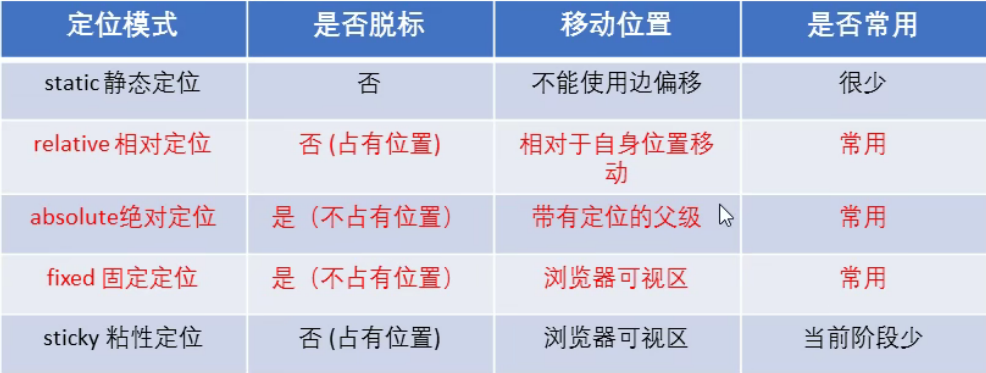 定位模式 是否脱标 移动位置 是否常用
static 静态定位 否 不能使用边偏移 很少
relative 相对定位 否 (占有位置) 相对于自身位置移 常用
动
absolute绝对定位 是（不占有位置） 带有定位的父级 常用
fixed 固定定位 是（不占有位置） 浏览器可视区 常用
sticky 粘性定位 否 (占有位置) 浏览器可视区 当前阶段少